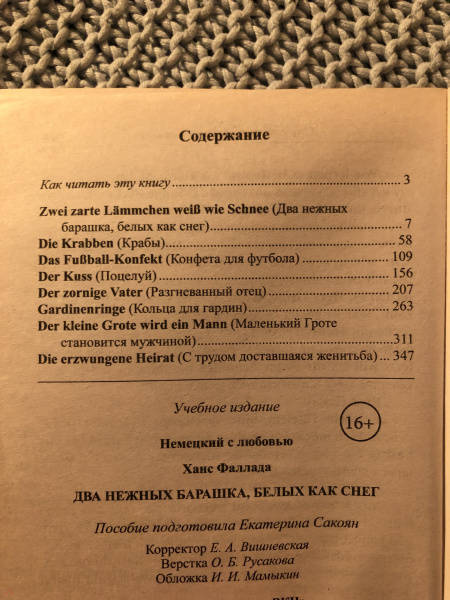 Содержание
Как читать эту книгу.......................................................... 3
Zwei zarte Lämmchen weiß wie Schnee (Два нежных
барашка, белых как снег)................................................ 7
Die Krabben (Крабы)........................................................ 58
Das Fußball-Konfekt (Конфета для футбола)................... 109
Der Kuss (Поцелуй)........................................................ 156
Der zornige Vater (Разгневанный отец)........................... 207
Gardinenringe (Кольца для гардин)................................ 263
Der kleine Grote wird ein Mann (Маленький Гроте
становится мужчиной)................................................... 311
Die erzwungene Heirat (С трудом доставшаяся женитьба)... 347
Учебное издание
16+
Немецкий с любовью
Ханс Фаллада
ДВА НЕЖНЫХ БАРАШКА, БЕЛЫХ КАК СНЕГ
Пособие подготовила Екатерина Сакоян
Корректор Е. А. Вишневская
Верстка О. Б. Русакова
Обложка И. И. Мамыкин